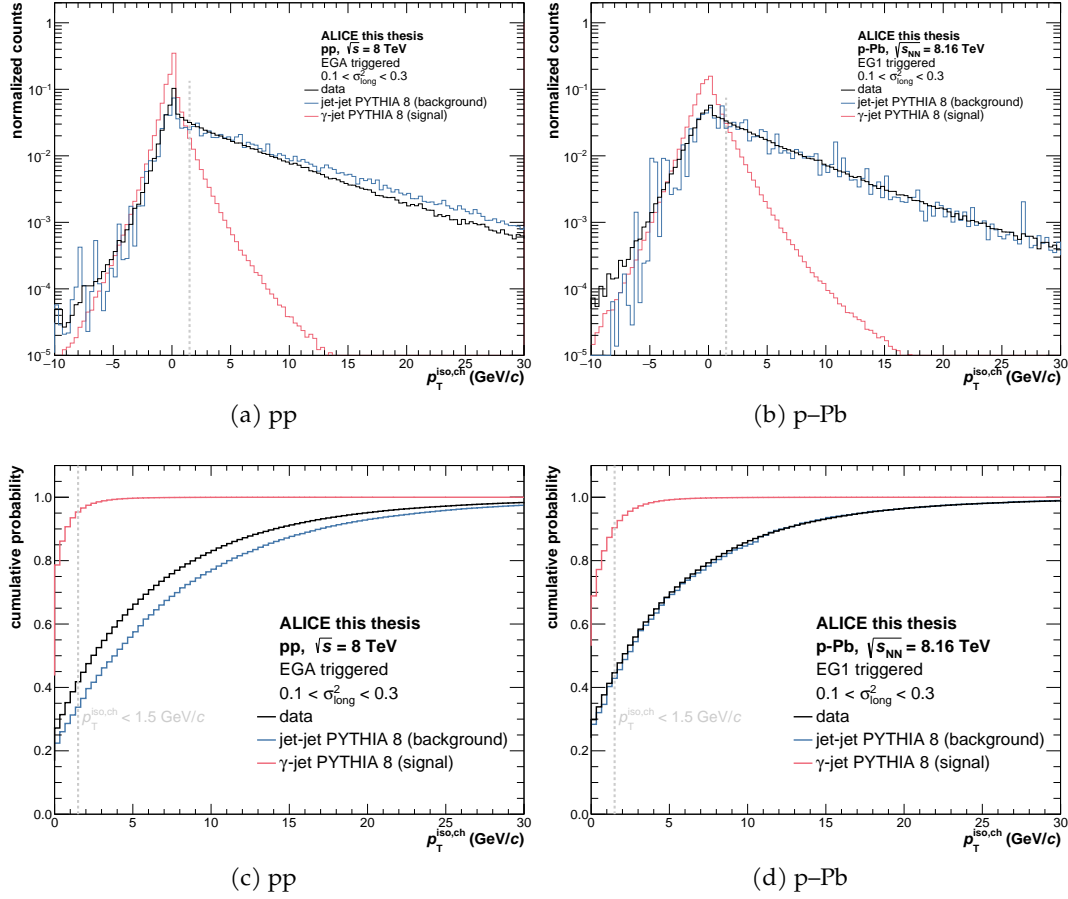 normalized counts
1
10⁻¹
10⁻²
10⁻³
10⁻⁴
10⁻⁵
ALICE this thesis
pp, √s = 8 TeV
EGA triggered
0.1 < σ²long < 0.3
data
jet-jet PYTHIA 8 (background)
γ-jet PYTHIA 8 (signal)
−10 −5 0 5 10 15 20 25 30
pTiso,ch (GeV/c)
(a) pp
normalized counts
1
10⁻¹
10⁻²
10⁻³
10⁻⁴
10⁻⁵
ALICE this thesis
p-Pb, √sNN = 8.16 TeV
EG1 triggered
0.1 < σ²long < 0.3
data
jet-jet PYTHIA 8 (background)
γ-jet PYTHIA 8 (signal)
−10 −5 0 5 10 15 20 25 30
pTiso,ch (GeV/c)
(b) p–Pb
cumulative probability
1.0
0.8
0.6
0.4
0.2
0.0
ALICE this thesis
pp, √s = 8 TeV
EGA triggered
0.1 < σ²long < 0.3
pTiso,ch < 1.5 GeV/c
data
jet-jet PYTHIA 8 (background)
γ-jet PYTHIA 8 (signal)
0 5 10 15 20 25 30
pTiso,ch (GeV/c)
(c) pp
cumulative probability
1.0
0.8
0.6
0.4
0.2
0.0
ALICE this thesis
p-Pb, √sNN = 8.16 TeV
EG1 triggered
0.1 < σ²long < 0.3
pTiso,ch < 1.5 GeV/c
data
jet-jet PYTHIA 8 (background)
γ-jet PYTHIA 8 (signal)
0 5 10 15 20 25 30
pTiso,ch (GeV/c)
(d) p–Pb